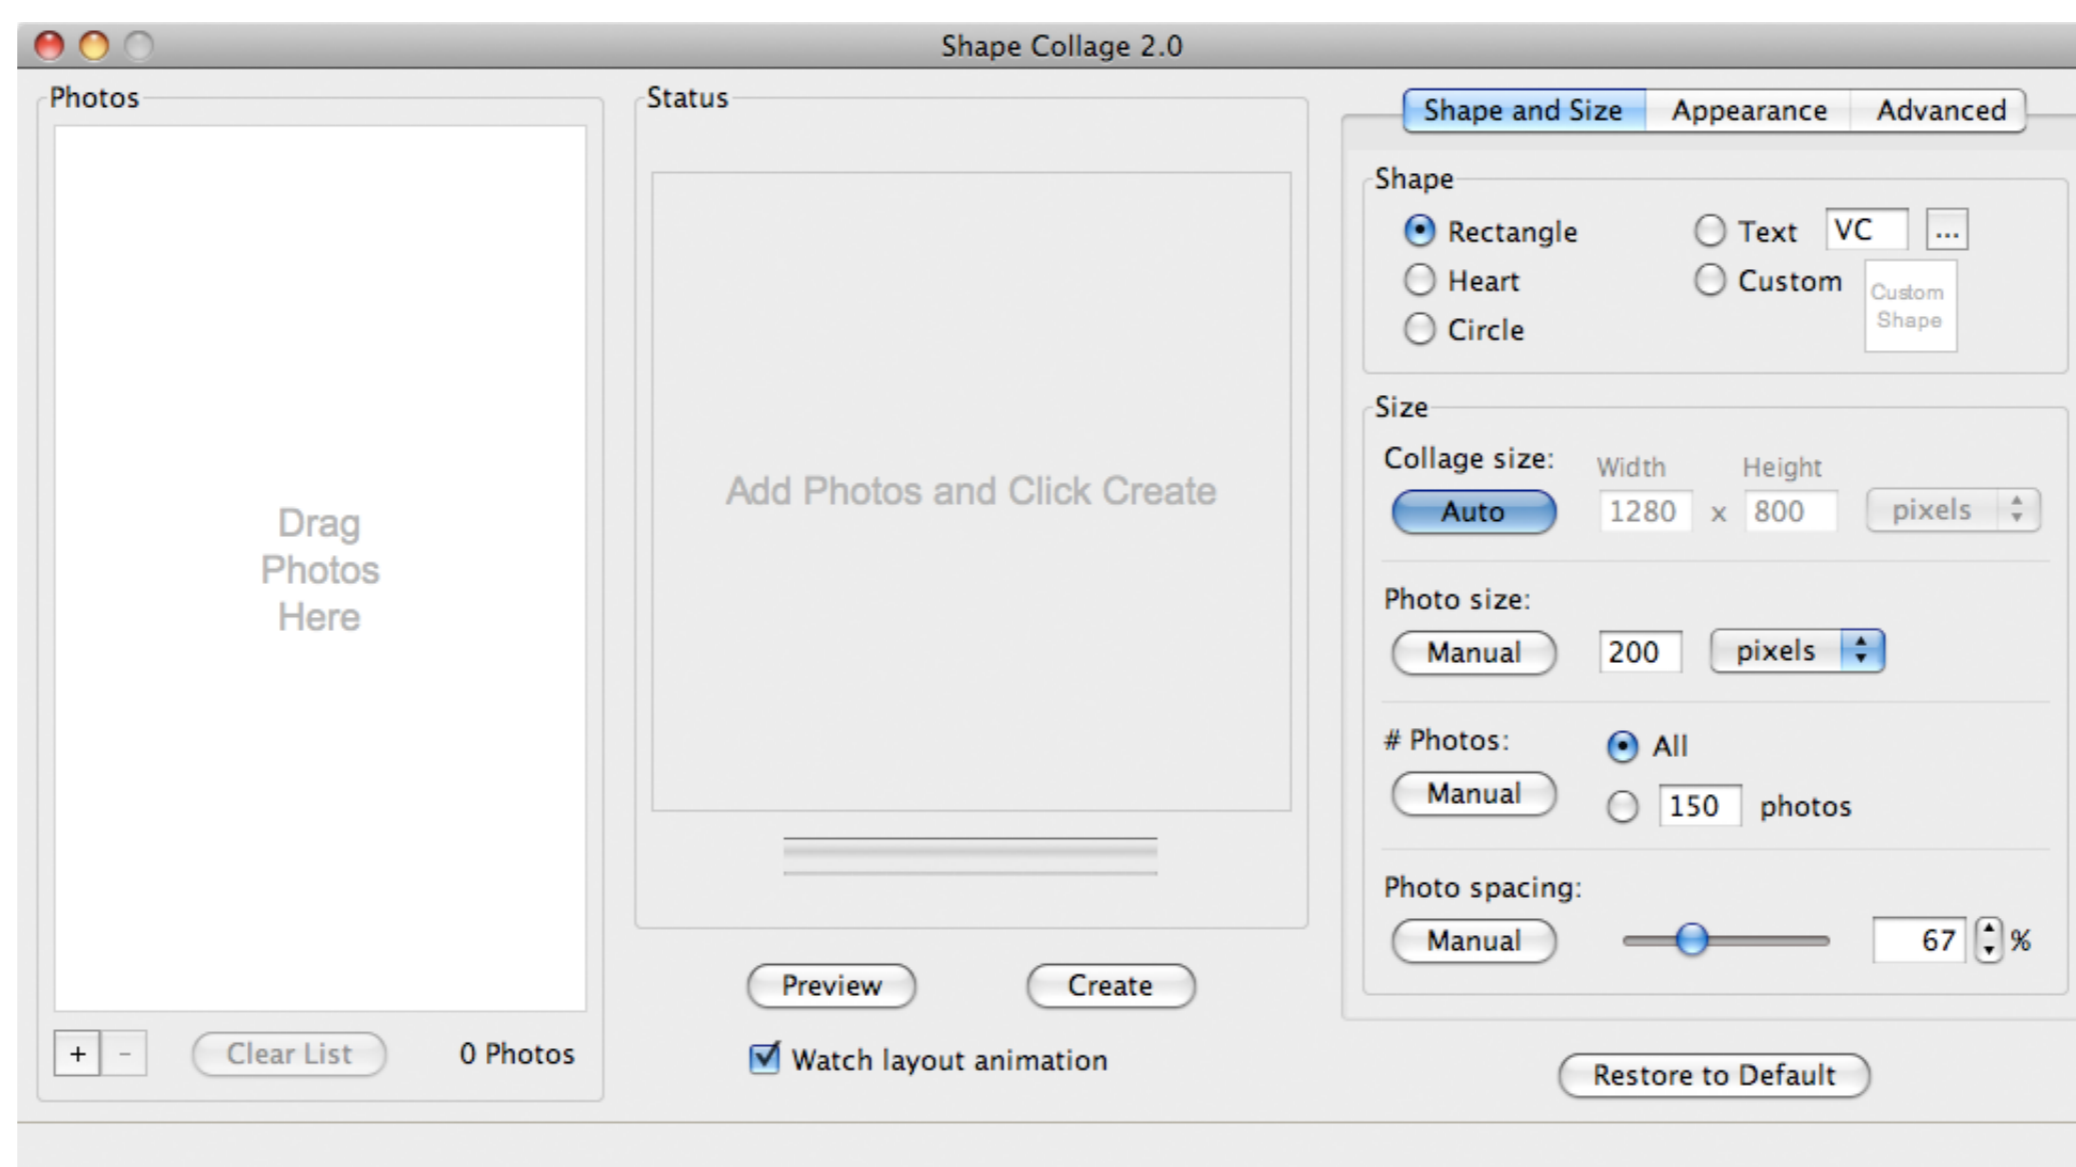 Shape Collage 2.0
Photos
Drag
Photos
Here
+ - Clear List 0 Photos
Status
Add Photos and Click Create
Preview Create
Watch layout animation
Shape and Size Appearance Advanced
Shape
Rectangle Text VC ...
Heart Custom Custom
Shape
Circle
Size
Collage size: Width Height
Auto 1280 x 800 pixels
Photo size:
Manual 200 pixels
# Photos: All
Manual 150 photos
Photo spacing:
Manual 67 %
Restore to Default